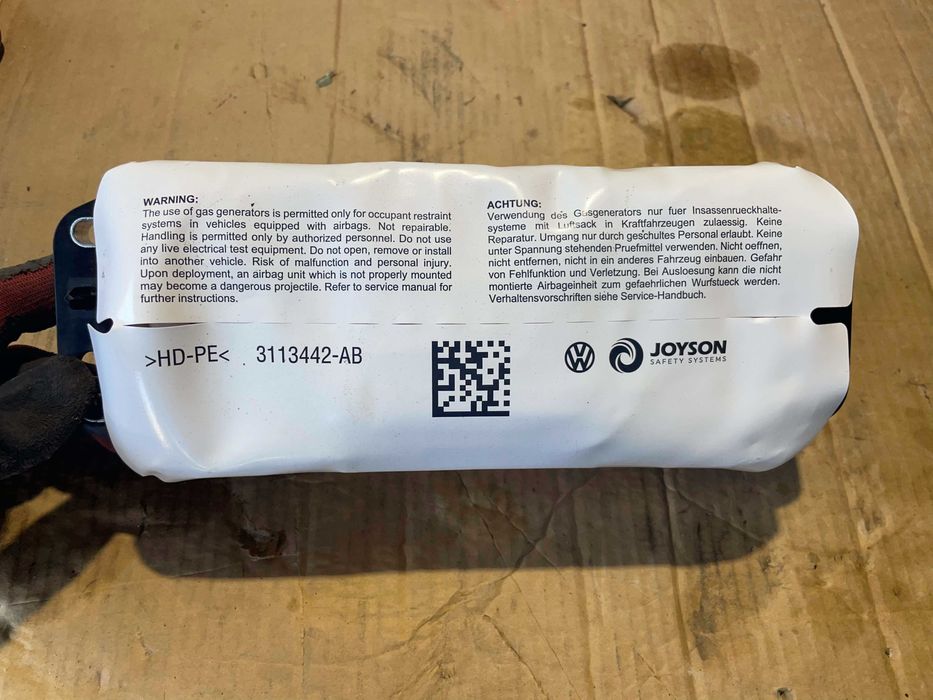 WARNING:
The use of gas generators is permitted only for occupant restraint
systems in vehicles equipped with airbags. Not repairable.
Handling is permitted only by authorized personnel. Do not use
any live electrical test equipment. Do not open, remove or install
into another vehicle. Risk of malfunction and personal injury.
Upon deployment, an airbag unit which is not properly mounted
may become a dangerous projectile. Refer to service manual for
further instructions.
ACHTUNG:
Verwendung des Gasgenerators nur fuer Insassenrueckhalte-
systeme mit Luftsack in Kraftfahrzeugen zulaessig. Keine
Reparatur. Umgang nur durch geschultes Personal erlaubt. Keine
unter Spannung stehenden Pruefmittel verwenden. Nicht oeffnen,
nicht entfernen, nicht in ein anderes Fahrzeug einbauen. Gefahr
von Fehlfunktion und Verletzung. Bei Ausloesung kann die nicht
montierte Airbageinheit zum gefaehrlichen Wurfstueck werden.
Verhaltensvorschriften siehe Service-Handbuch.
>HD-PE< 3113442-AB
VW JOYSON
SAFETY SYSTEMS